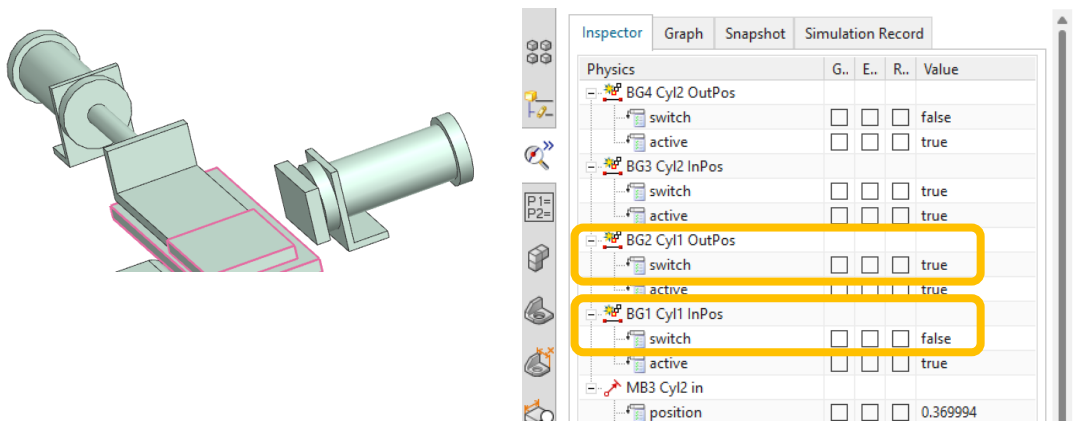 Inspector Graph Snapshot Simulation Record
Physics G.. E.. R.. Value
BG4 Cyl2 OutPos
switch false
active true
BG3 Cyl2 InPos
switch true
active true
BG2 Cyl1 OutPos
switch true
active true
BG1 Cyl1 InPos
switch false
active true
MB3 Cyl2 in
position 0.369994
P1=
P2=